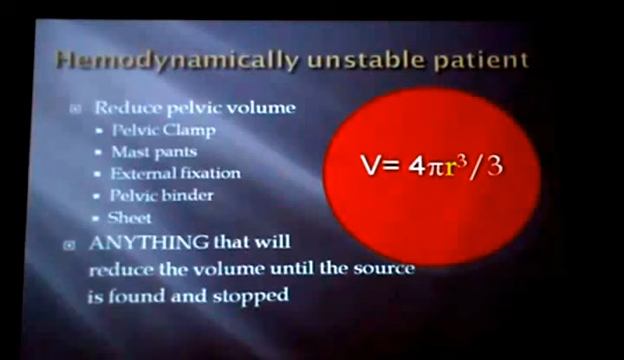 Hemodynamically unstable patient
Reduce pelvic volume
Pelvic Clamp
Mast pants
External fixation
Pelvic binder
Sheet
ANYTHING that will
reduce the volume until the source
is found and stopped
V= 4πr³/3